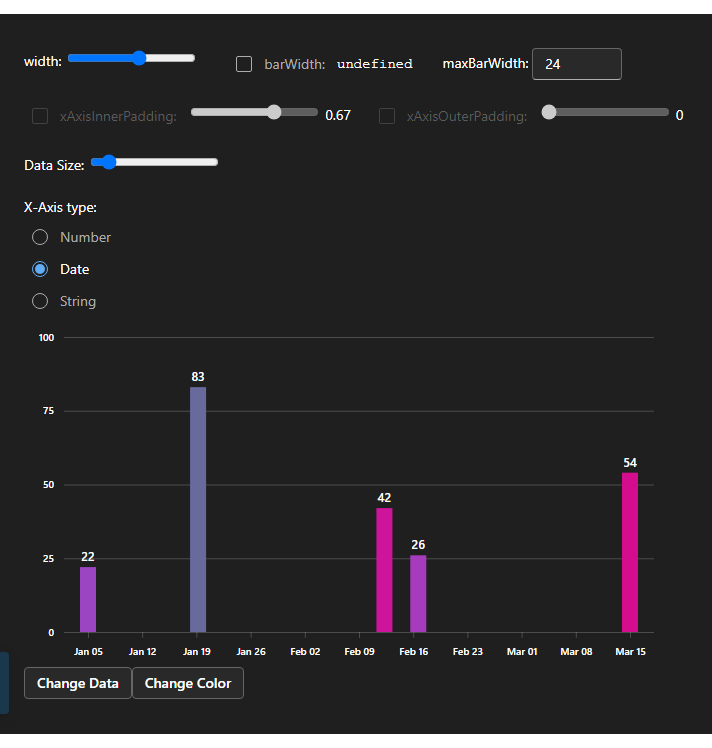 width: barWidth: undefined maxBarWidth: 24
xAxisInnerPadding: 0.67 xAxisOuterPadding: 0
Data Size:
X-Axis type:
Number
Date
String
100
83
75
54
50
42
26
25
22
0
Jan 05 Jan 12 Jan 19 Jan 26 Feb 02 Feb 09 Feb 16 Feb 23 Mar 01 Mar 08 Mar 15
Change Data Change Color